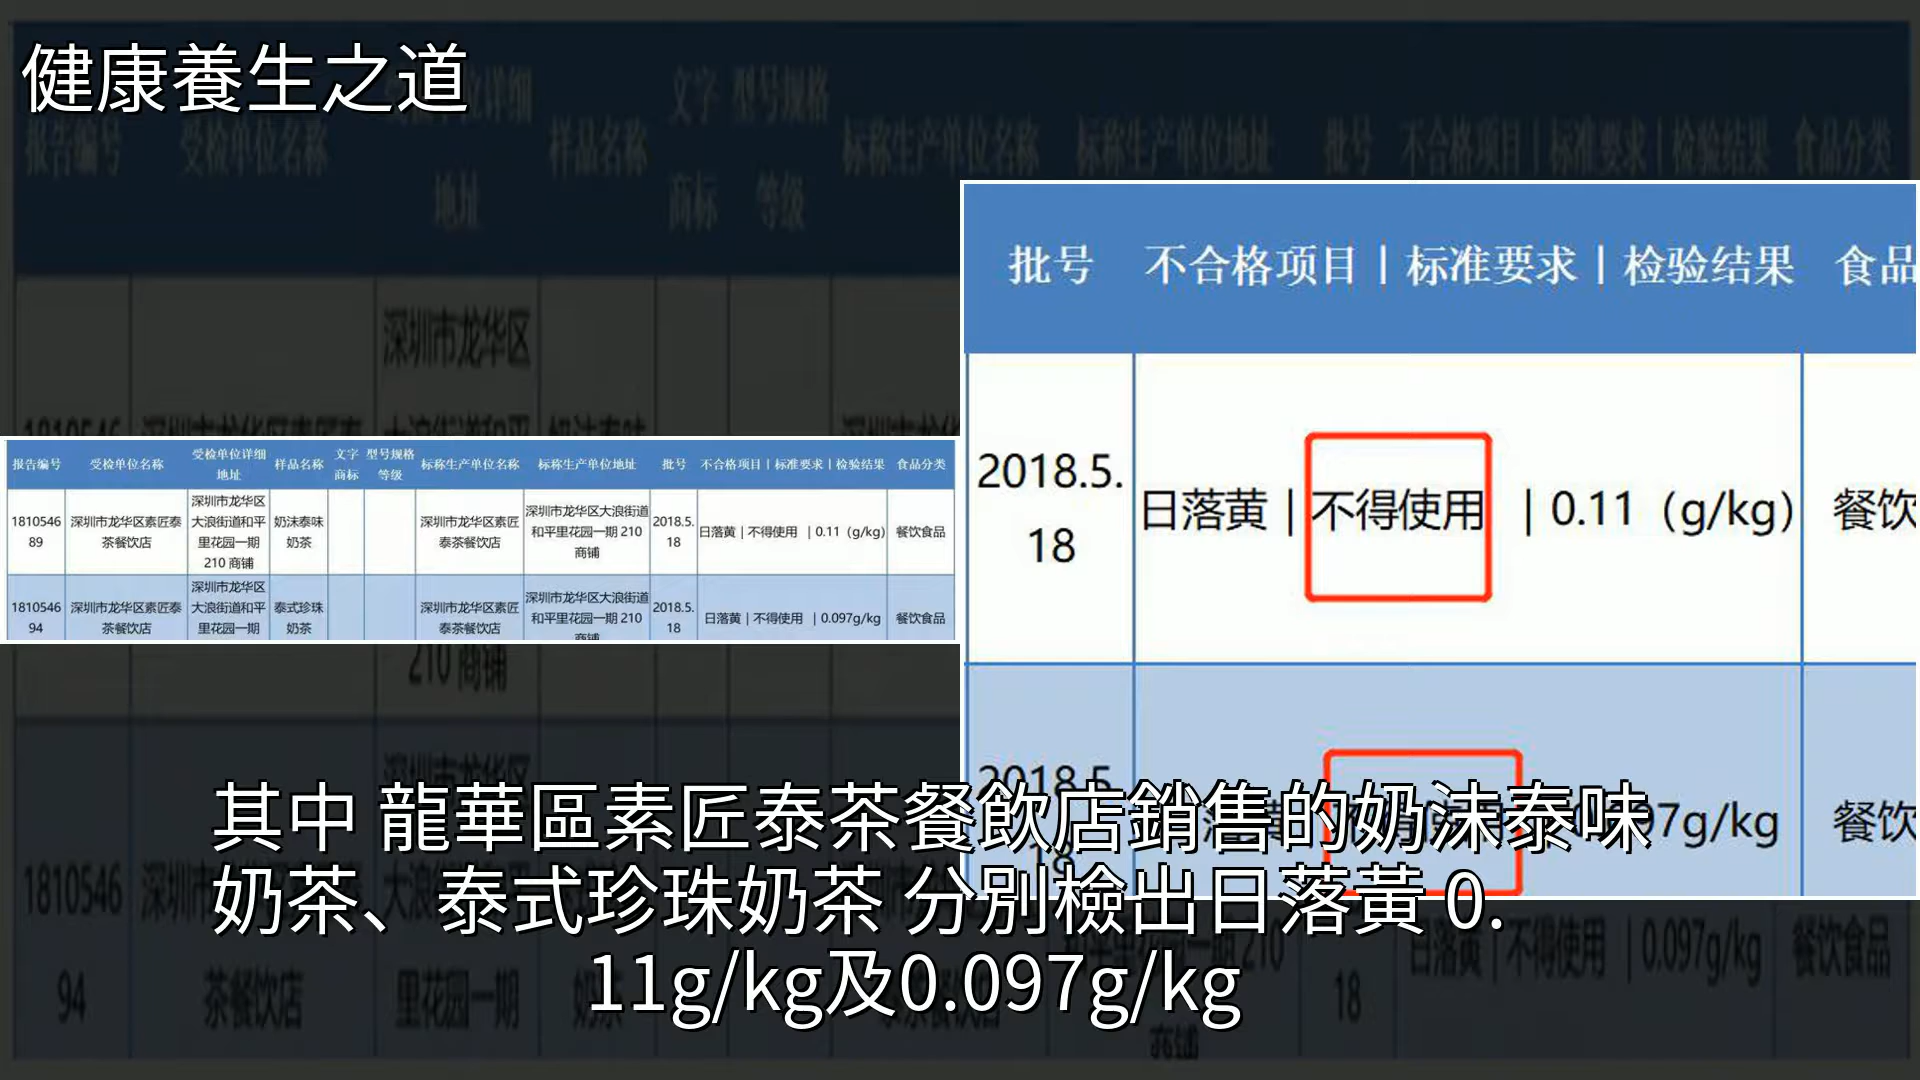 健康養生之道
报告编号 受检单位名称 受检单位详细地址 样品名称 文字商标 型号规格等级 标称生产单位名称 标称生产单位地址 批号 不合格项目 | 标准要求 | 检验结果 食品分类
181054689 深圳市龙华区素匠泰茶餐饮店 深圳市龙华区大浪街道和平里花园一期 210 商铺 奶沫泰味奶茶 深圳市龙华区素匠泰茶餐饮店 深圳市龙华区大浪街道和平里花园一期 210 商铺 2018.5.18 日落黄 | 不得使用 | 0.11（g/kg） 餐饮食品
181054694 深圳市龙华区素匠泰茶餐饮店 深圳市龙华区大浪街道和平里花园一期 泰式珍珠奶茶 深圳市龙华区素匠泰茶餐饮店 深圳市龙华区大浪街道和平里花园一期 210 商铺 2018.5.18 日落黄 | 不得使用 | 0.097g/kg 餐饮食品
批号 不合格项目 | 标准要求 | 检验结果 食品
2018.5.18 日落黄 | 不得使用 | 0.11（g/kg） 餐饮
其中 龍華區素匠泰茶餐飲店銷售的奶沫泰味
奶茶、泰式珍珠奶茶 分別檢出日落黃 0.
11g/kg及0.097g/kg